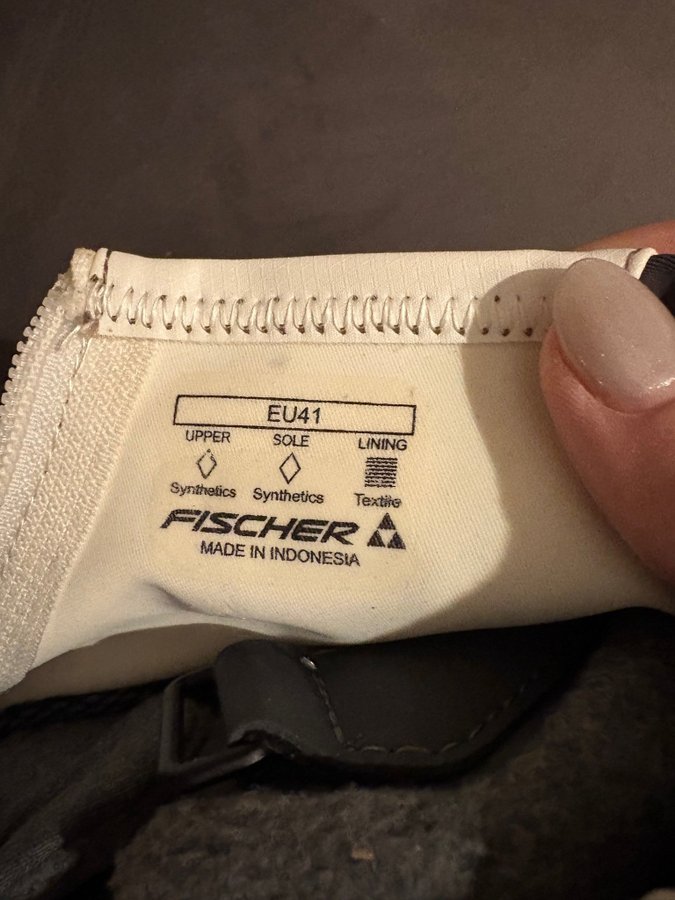 EU41
UPPER SOLE LINING
Synthetics Synthetics Textile
FISCHER
MADE IN INDONESIA